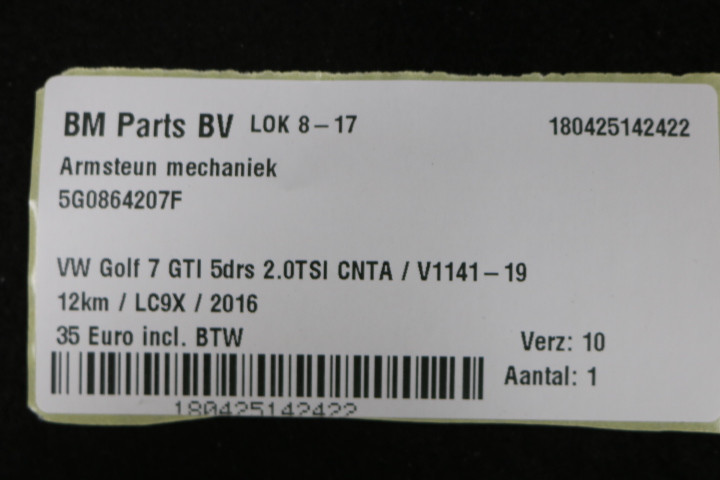 BM Parts BV LOK 8-17 180425142422
Armsteun mechaniek
5G0864207F
VW Golf 7 GTI 5drs 2.0TSI CNTA / V1141-19
12km / LC9X / 2016
35 Euro incl. BTW Verz: 10
Aantal: 1
180425142422